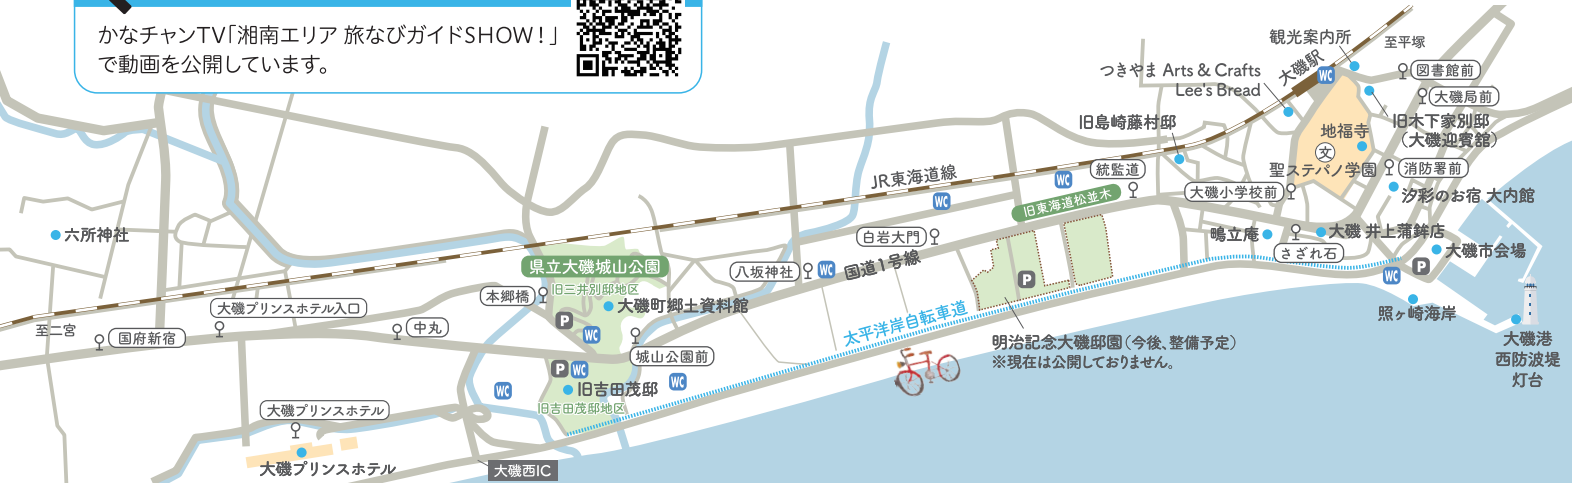 かなチャンTV「湘南エリア 旅なびガイドSHOW！」
で動画を公開しています。
観光案内所
至平塚
大磯駅
WC
図書館前
つきやま Arts & Crafts
Lee's Bread
大磯局前
旧木下家別邸
（大磯迎賓館）
地福寺
文
旧島崎藤村邸
聖ステパノ学園
消防署前
統監道
JR東海道線
WC
WC
大磯小学校前
汐彩のお宿 大内館
旧東海道松並木
六所神社
白岩大門
鴫立庵
大磯 井上蒲鉾店
さざれ石
大磯市会場
県立大磯城山公園
八坂神社
WC
国道1号線
P
WC
P
旧三井別邸地区
本郷橋
大磯町郷土資料館
大磯プリンスホテル入口
至二宮
国府新宿
中丸
P
WC
太平洋岸自転車道
照ヶ崎海岸
明治記念大磯邸園（今後、整備予定）
※現在は公開しておりません。
大磯港
西防波堤
灯台
城山公園前
P
WC
WC
WC
旧吉田茂邸
旧吉田茂邸地区
大磯プリンスホテル
大磯プリンスホテル
大磯西IC